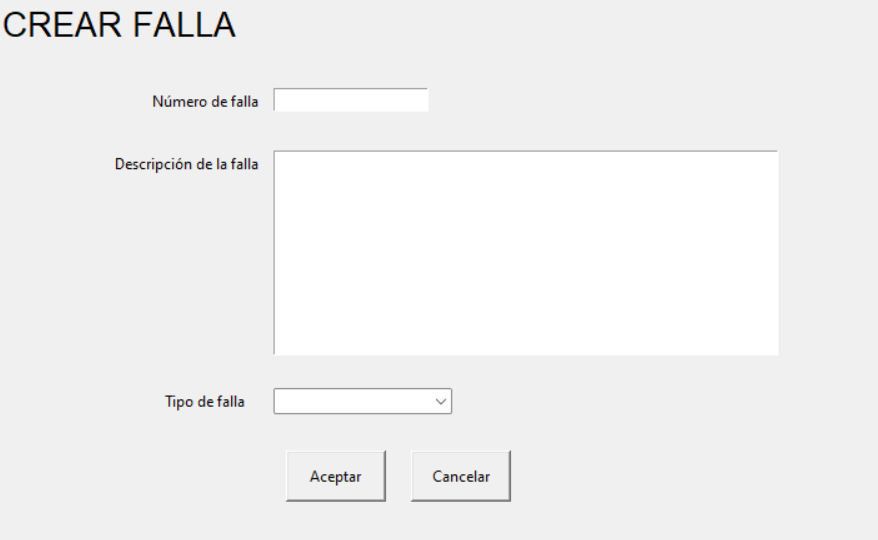 CREAR FALLA
Número de falla
Descripción de la falla
Tipo de falla
Aceptar Cancelar